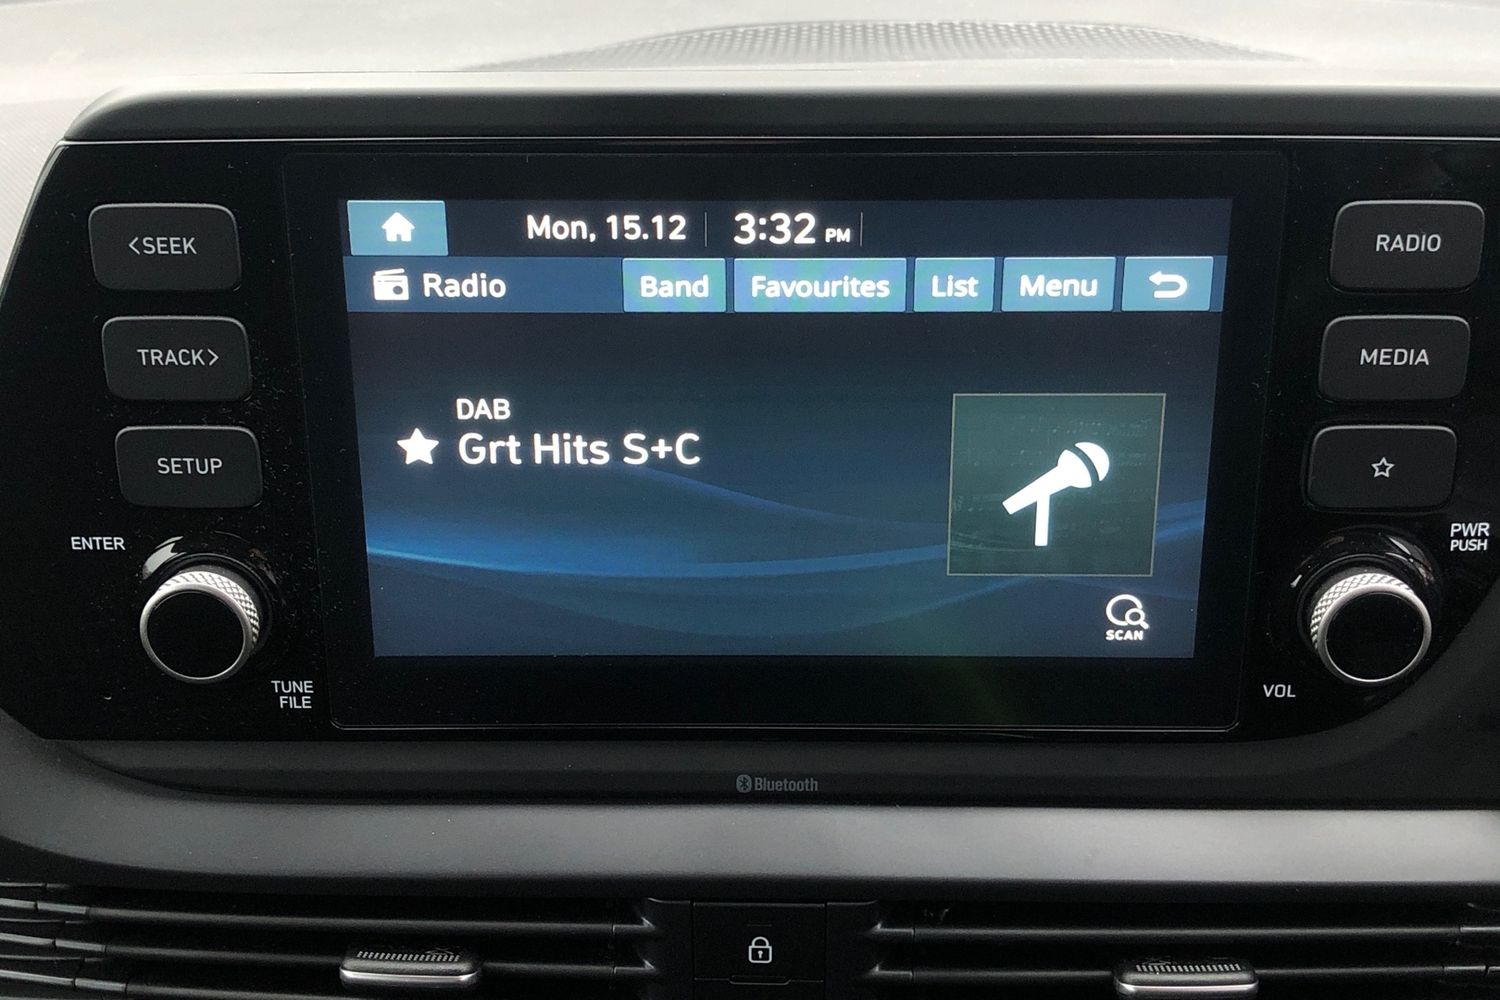 Mon, 15.12 3:32 PM
Radio Band Favourites List Menu
DAB
Grt Hits S+C
SCAN
<SEEK
TRACK>
SETUP
ENTER
TUNE
FILE
RADIO
MEDIA
PWR
PUSH
VOL
Bluetooth